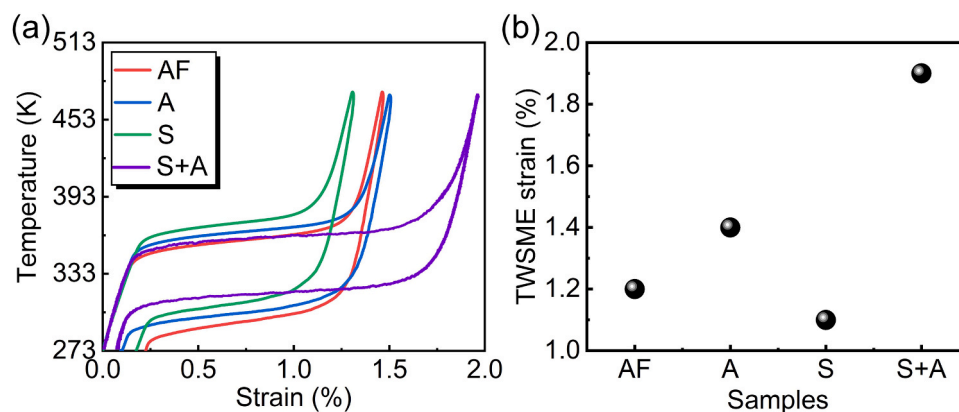 (a)
513
453
393
333
273
Temperature (K)
AF
A
S
S+A
0.0 0.5 1.0 1.5 2.0
Strain (%)
(b)
2.0
1.8
1.6
1.4
1.2
1.0
TWSME strain (%)
AF A S S+A
Samples